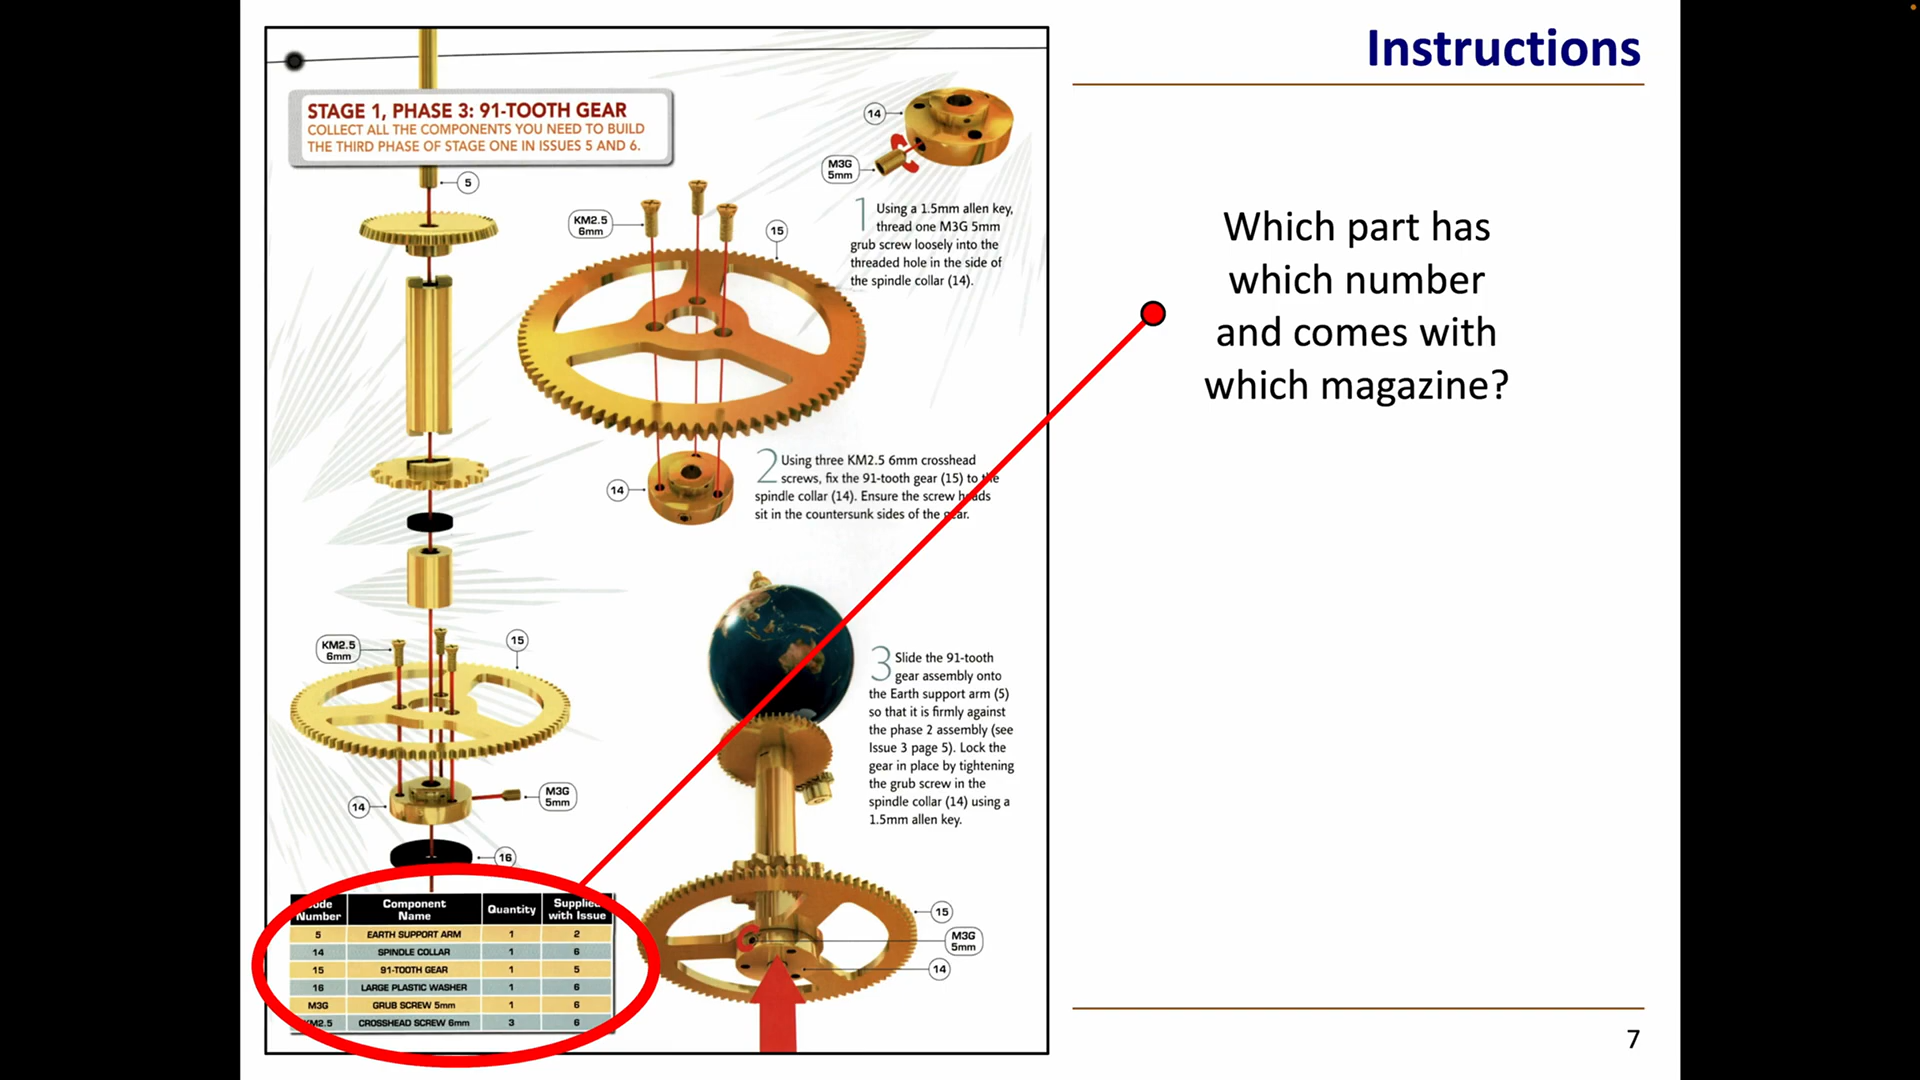 Instructions
STAGE 1, PHASE 3: 91-TOOTH GEAR
COLLECT ALL THE COMPONENTS YOU NEED TO BUILD
THE THIRD PHASE OF STAGE ONE IN ISSUES 5 AND 6.
5
KM2.5
6mm
15
14
M3G
5mm
1 Using a 1.5mm allen key,
thread one M3G 5mm
grub screw loosely into the
threaded hole in the side of
the spindle collar (14).
14
2 Using three KM2.5 6mm crosshead
screws, fix the 91-tooth gear (15) to the
spindle collar (14). Ensure the screw heads
sit in the countersunk sides of the gear.
KM2.5
6mm
15
14
M3G
5mm
16
3 Slide the 91-tooth
gear assembly onto
the Earth support arm (5)
so that it is firmly against
the phase 2 assembly (see
Issue 3 page 5). Lock the
gear in place by tightening
the grub screw in the
spindle collar (14) using a
1.5mm allen key.
15
M3G
5mm
14
Number Component Name Quantity Supplied with Issue
5 EARTH SUPPORT ARM 1 2
14 SPINDLE COLLAR 1 6
15 91-TOOTH GEAR 1 5
16 LARGE PLASTIC WASHER 1 6
M3G GRUB SCREW 5mm 1 6
KM2.5 CROSSHEAD SCREW 6mm 3 6
Which part has
which number
and comes with
which magazine?
7